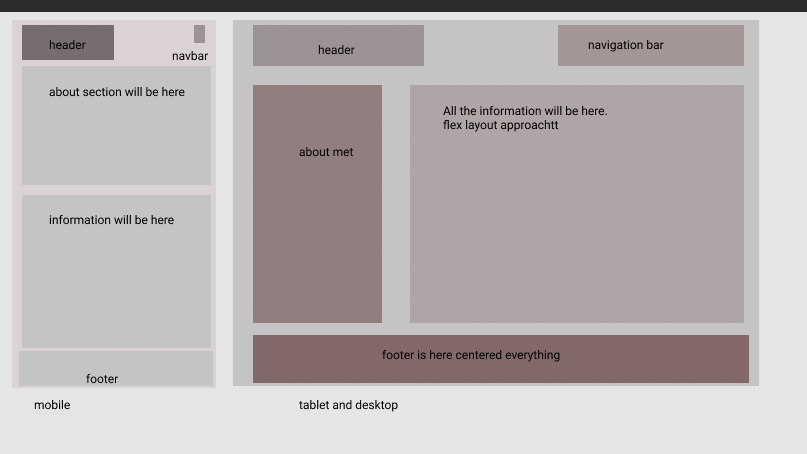 header
navbar
about section will be here
information will be here
footer
mobile
header
navigation bar
about met
All the information will be here.
flex layout approachtt
footer is here centered everything
tablet and desktop